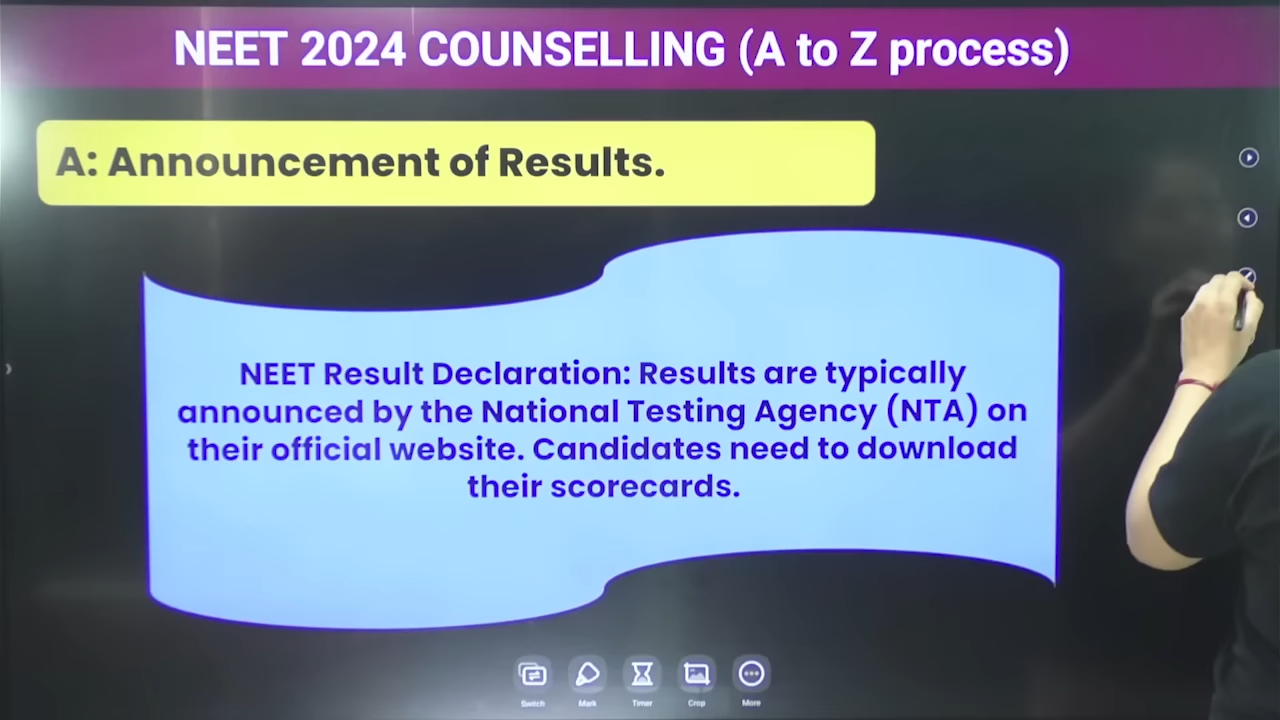 NEET 2024 COUNSELLING (A to Z process)
A: Announcement of Results.
NEET Result Declaration: Results are typically
announced by the National Testing Agency (NTA) on
their official website. Candidates need to download
their scorecards.
Switch Mark Timer Crop More